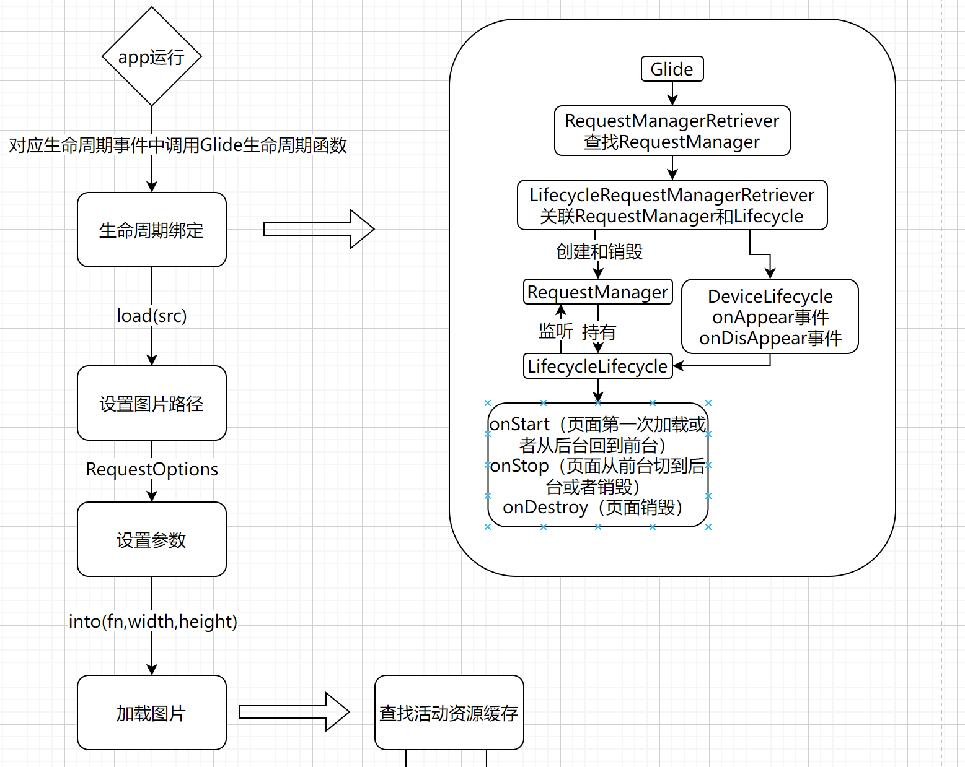 app运行
对应生命周期事件中调用Glide生命周期函数
生命周期绑定
load(src)
设置图片路径
RequestOptions
设置参数
into(fn,width,height)
加载图片
查找活动资源缓存
Glide
RequestManagerRetriever
查找RequestManager
LifecycleRequestManagerRetriever
关联RequestManager和Lifecycle
创建和销毁
RequestManager
DeviceLifecycle
onAppear事件
onDisAppear事件
监听 持有
LifecycleLifecycle
onStart（页面第一次加载或
者从后台回到前台）
onStop（页面从前台切到后
台或者销毁）
onDestroy（页面销毁）